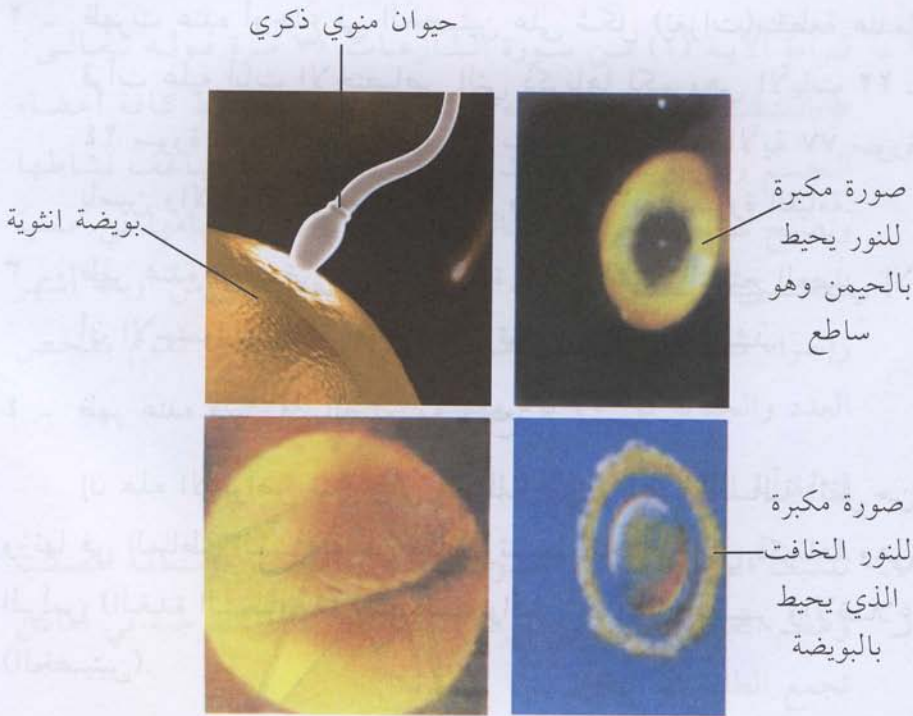 حيوان منوي ذكري
بويضة انثوية
صورة مكبرة
للنور يحيط
بالحيمن وهو
ساطع
صورة مكبرة
للنور الخافت
الذي يحيط
بالبويضة